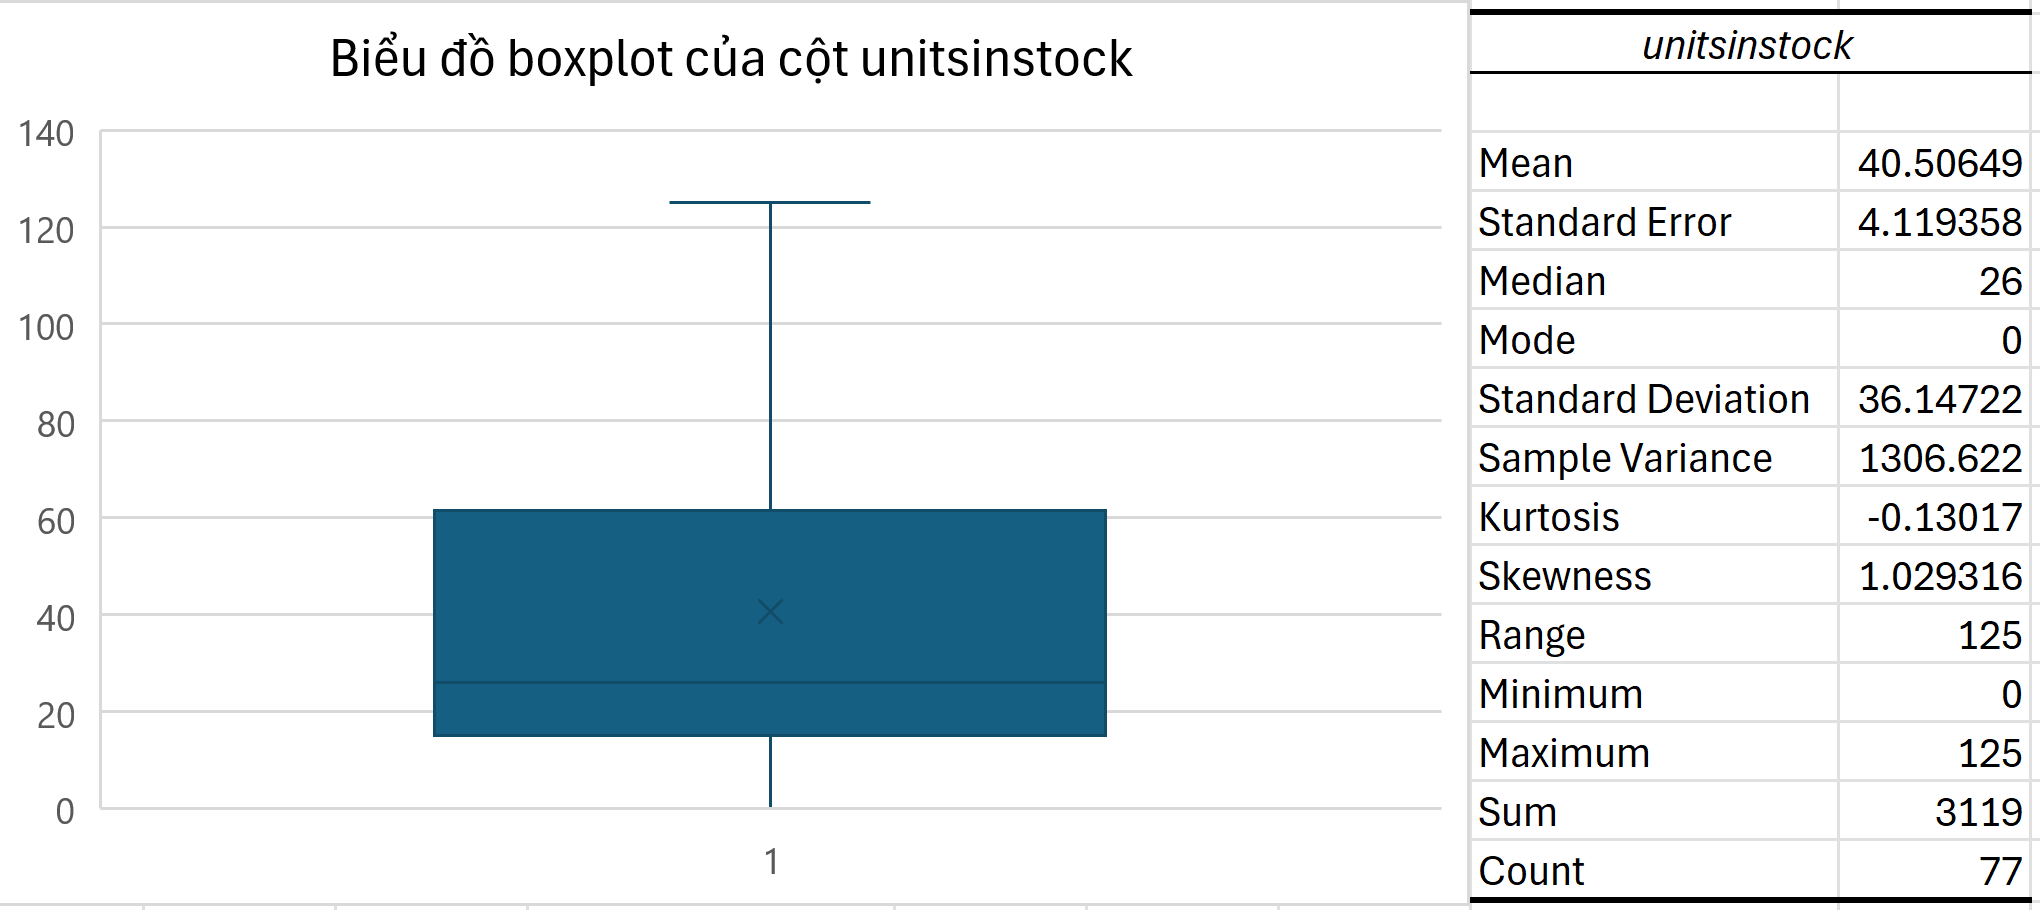 Biểu đồ boxplot của cột unitsinstock
140
120
100
80
60
40
20
0
1
unitsinstock
Mean 40.50649
Standard Error 4.119358
Median 26
Mode 0
Standard Deviation 36.14722
Sample Variance 1306.622
Kurtosis -0.13017
Skewness 1.029316
Range 125
Minimum 0
Maximum 125
Sum 3119
Count 77